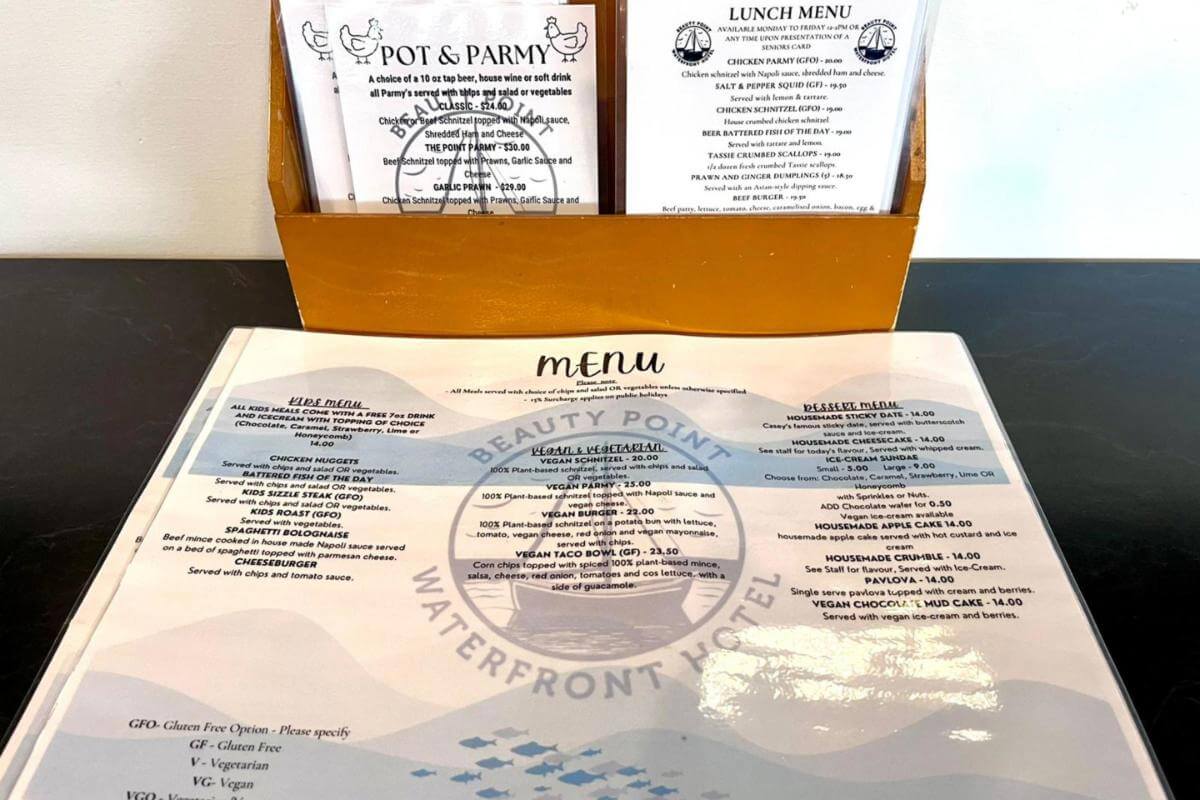 POT & PARMY
A choice of a 10 oz tap beer, house wine or soft drink
all Parmy's served with chips and salad or vegetables
CLASSIC - $24.00
Chicken or Beef Schnitzel topped with Napoli sauce,
Shredded Ham and Cheese
THE POINT PARMY - $30.00
Beef Schnitzel topped with Prawns, Garlic Sauce and
Cheese
GARLIC PRAWN - $29.00
Chicken Schnitzel topped with Prawns, Garlic Sauce and
Cheese
BEAUTY POINT
LUNCH MENU
AVAILABLE MONDAY TO FRIDAY 12-2PM OR
ANY TIME UPON PRESENTATION OF A
SENIORS CARD
BEAUTY POINT
WATERFRONT HOTEL
BEAUTY POINT
WATERFRONT HOTEL
CHICKEN PARMY (GFO) - 20.00
Chicken schnitzel with Napoli sauce, shredded ham and cheese.
SALT & PEPPER SQUID (GF) - 19.50
Served with lemon & tartare.
CHICKEN SCHNITZEL (GFO) - 19.00
House crumbed chicken schnitzel
BEER BATTERED FISH OF THE DAY - 19.00
Served with tartare and lemon.
TASSIE CRUMBED SCALLOPS - 19.00
1/2 dozen fresh crumbed Tassie scallops.
PRAWN AND GINGER DUMPLINGS (5) - 18.50
Served with an Asian-style dipping sauce.
BEEF BURGER - 19.50
Beef patty, lettuce, tomato, cheese, caramelised onion, bacon, egg &
MENU
Please note
- All Meals served with choice of chips and salad OR vegetables unless otherwise specified
- 15% Surcharge applies on public holidays
KIDS MENU
ALL KIDS MEALS COME WITH A FREE 7oz DRINK
AND ICECREAM WITH TOPPING OF CHOICE
(Chocolate, Caramel, Strawberry, Lime or
Honeycomb)
14.00
CHICKEN NUGGETS
Served with chips and salad OR vegetables.
BATTERED FISH OF THE DAY
Served with chips and salad OR vegetables.
KIDS SIZZLE STEAK (GFO)
Served with chips and salad OR vegetables.
KIDS ROAST (GFO)
Served with vegetables.
SPAGHETTI BOLOGNAISE
Beef mince cooked in house made Napoli sauce served
on a bed of spaghetti topped with parmesan cheese.
CHEESEBURGER
Served with chips and tomato sauce.
VEGAN & VEGETARIAN
VEGAN SCHNITZEL - 20.00
100% Plant-based schnitzel, served with chips and salad
OR vegetables.
VEGAN PARMY - 25.00
100% Plant-based schnitzel topped with Napoli sauce and
vegan cheese.
VEGAN BURGER - 22.00
100% Plant-based schnitzel on a potato bun with lettuce,
tomato, vegan cheese, red onion and vegan mayonnaise,
served with chips.
VEGAN TACO BOWL (GF) - 23.50
Corn chips topped with spiced 100% plant-based mince,
salsa, cheese, red onion, tomatoes and cos lettuce, with a
side of guacamole.
DESSERT MENU
HOUSEMADE STICKY DATE - 14.00
Casey's famous sticky date, served with butterscotch
sauce and ice-cream.
HOUSEMADE CHEESECAKE - 14.00
See staff for today's flavour, Served with whipped cream.
ICE-CREAM SUNDAE
Small - 5.00 Large - 9.00
Choose from: Chocolate, Caramel, Strawberry, Lime OR
Honeycomb
with Sprinkles or Nuts.
ADD Chocolate wafer for 0.50
Vegan ice-cream available
HOUSEMADE APPLE CAKE 14.00
housemade apple cake served with hot custard and ice
cream
HOUSEMADE CRUMBLE - 14.00
See Staff for flavour, Served with Ice-Cream.
PAVLOVA - 14.00
Single serve pavlova topped with cream and berries.
VEGAN CHOCOLATE MUD CAKE - 14.00
Served with vegan ice-cream and berries.
BEAUTY POINT
WATERFRONT HOTEL
GFO- Gluten Free Option - Please specify
GF - Gluten Free
V - Vegetarian
VG- Vegan